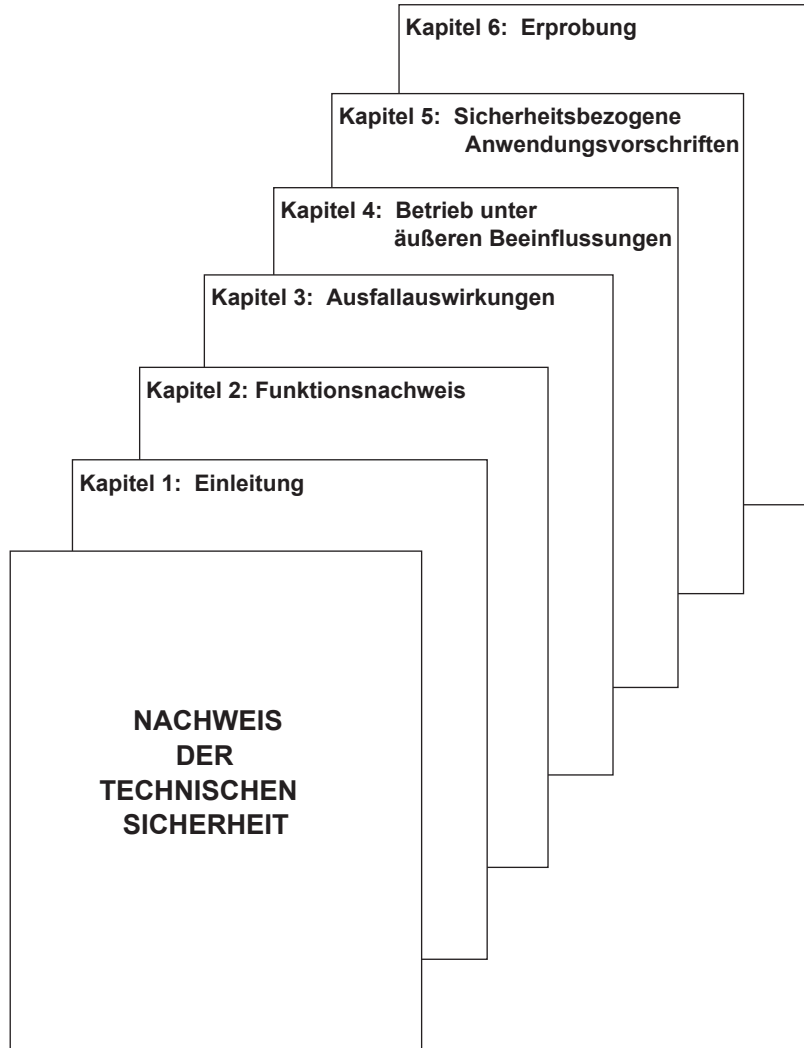 Kapitel 6: Erprobung
Kapitel 5: Sicherheitsbezogene
Anwendungsvorschriften
Kapitel 4: Betrieb unter
äußeren Beeinflussungen
Kapitel 3: Ausfallauswirkungen
Kapitel 2: Funktionsnachweis
Kapitel 1: Einleitung
NACHWEIS
DER
TECHNISCHEN
SICHERHEIT